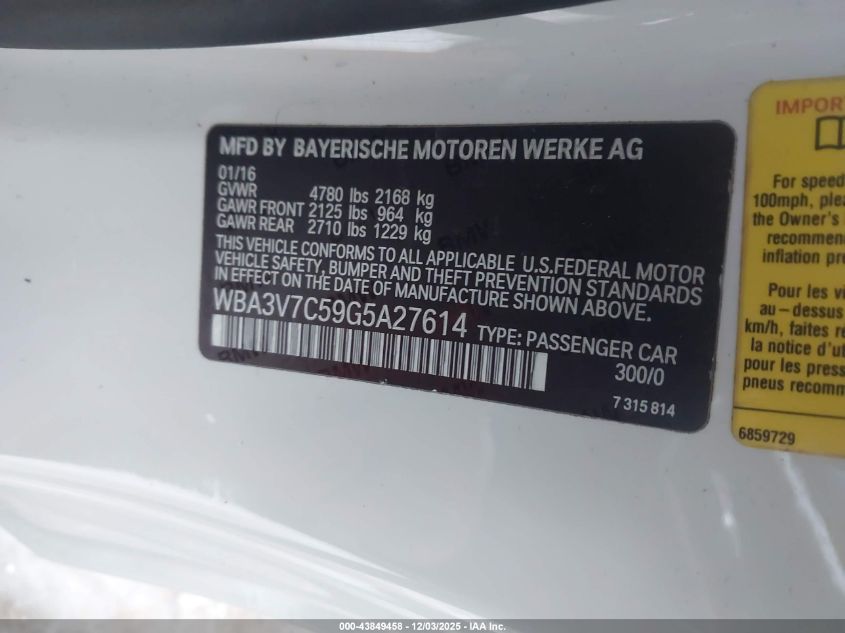 MFD BY BAYERISCHE MOTOREN WERKE AG
01/16
GVWR 4780 lbs 2168 kg
GAWR FRONT 2125 lbs 964 kg
GAWR REAR 2710 lbs 1229 kg
THIS VEHICLE CONFORMS TO ALL APPLICABLE U.S.FEDERAL MOTOR
VEHICLE SAFETY, BUMPER AND THEFT PREVENTION STANDARDS
IN EFFECT ON THE DATE OF MANUFACTURE SHOWN ABOVE.
WBA3V7C59G5A27614 TYPE: PASSENGER CAR
300/0
7 315 814
IMPOR
For speed
100mph, plea
the Owner's
recommen
inflation pre
Pour les vi
au-dessus
km/h, faites r
la notice d'ut
pour les press
pneus recomm
6859729
000-43849458 - 12/03/2025 - IAA, Inc.